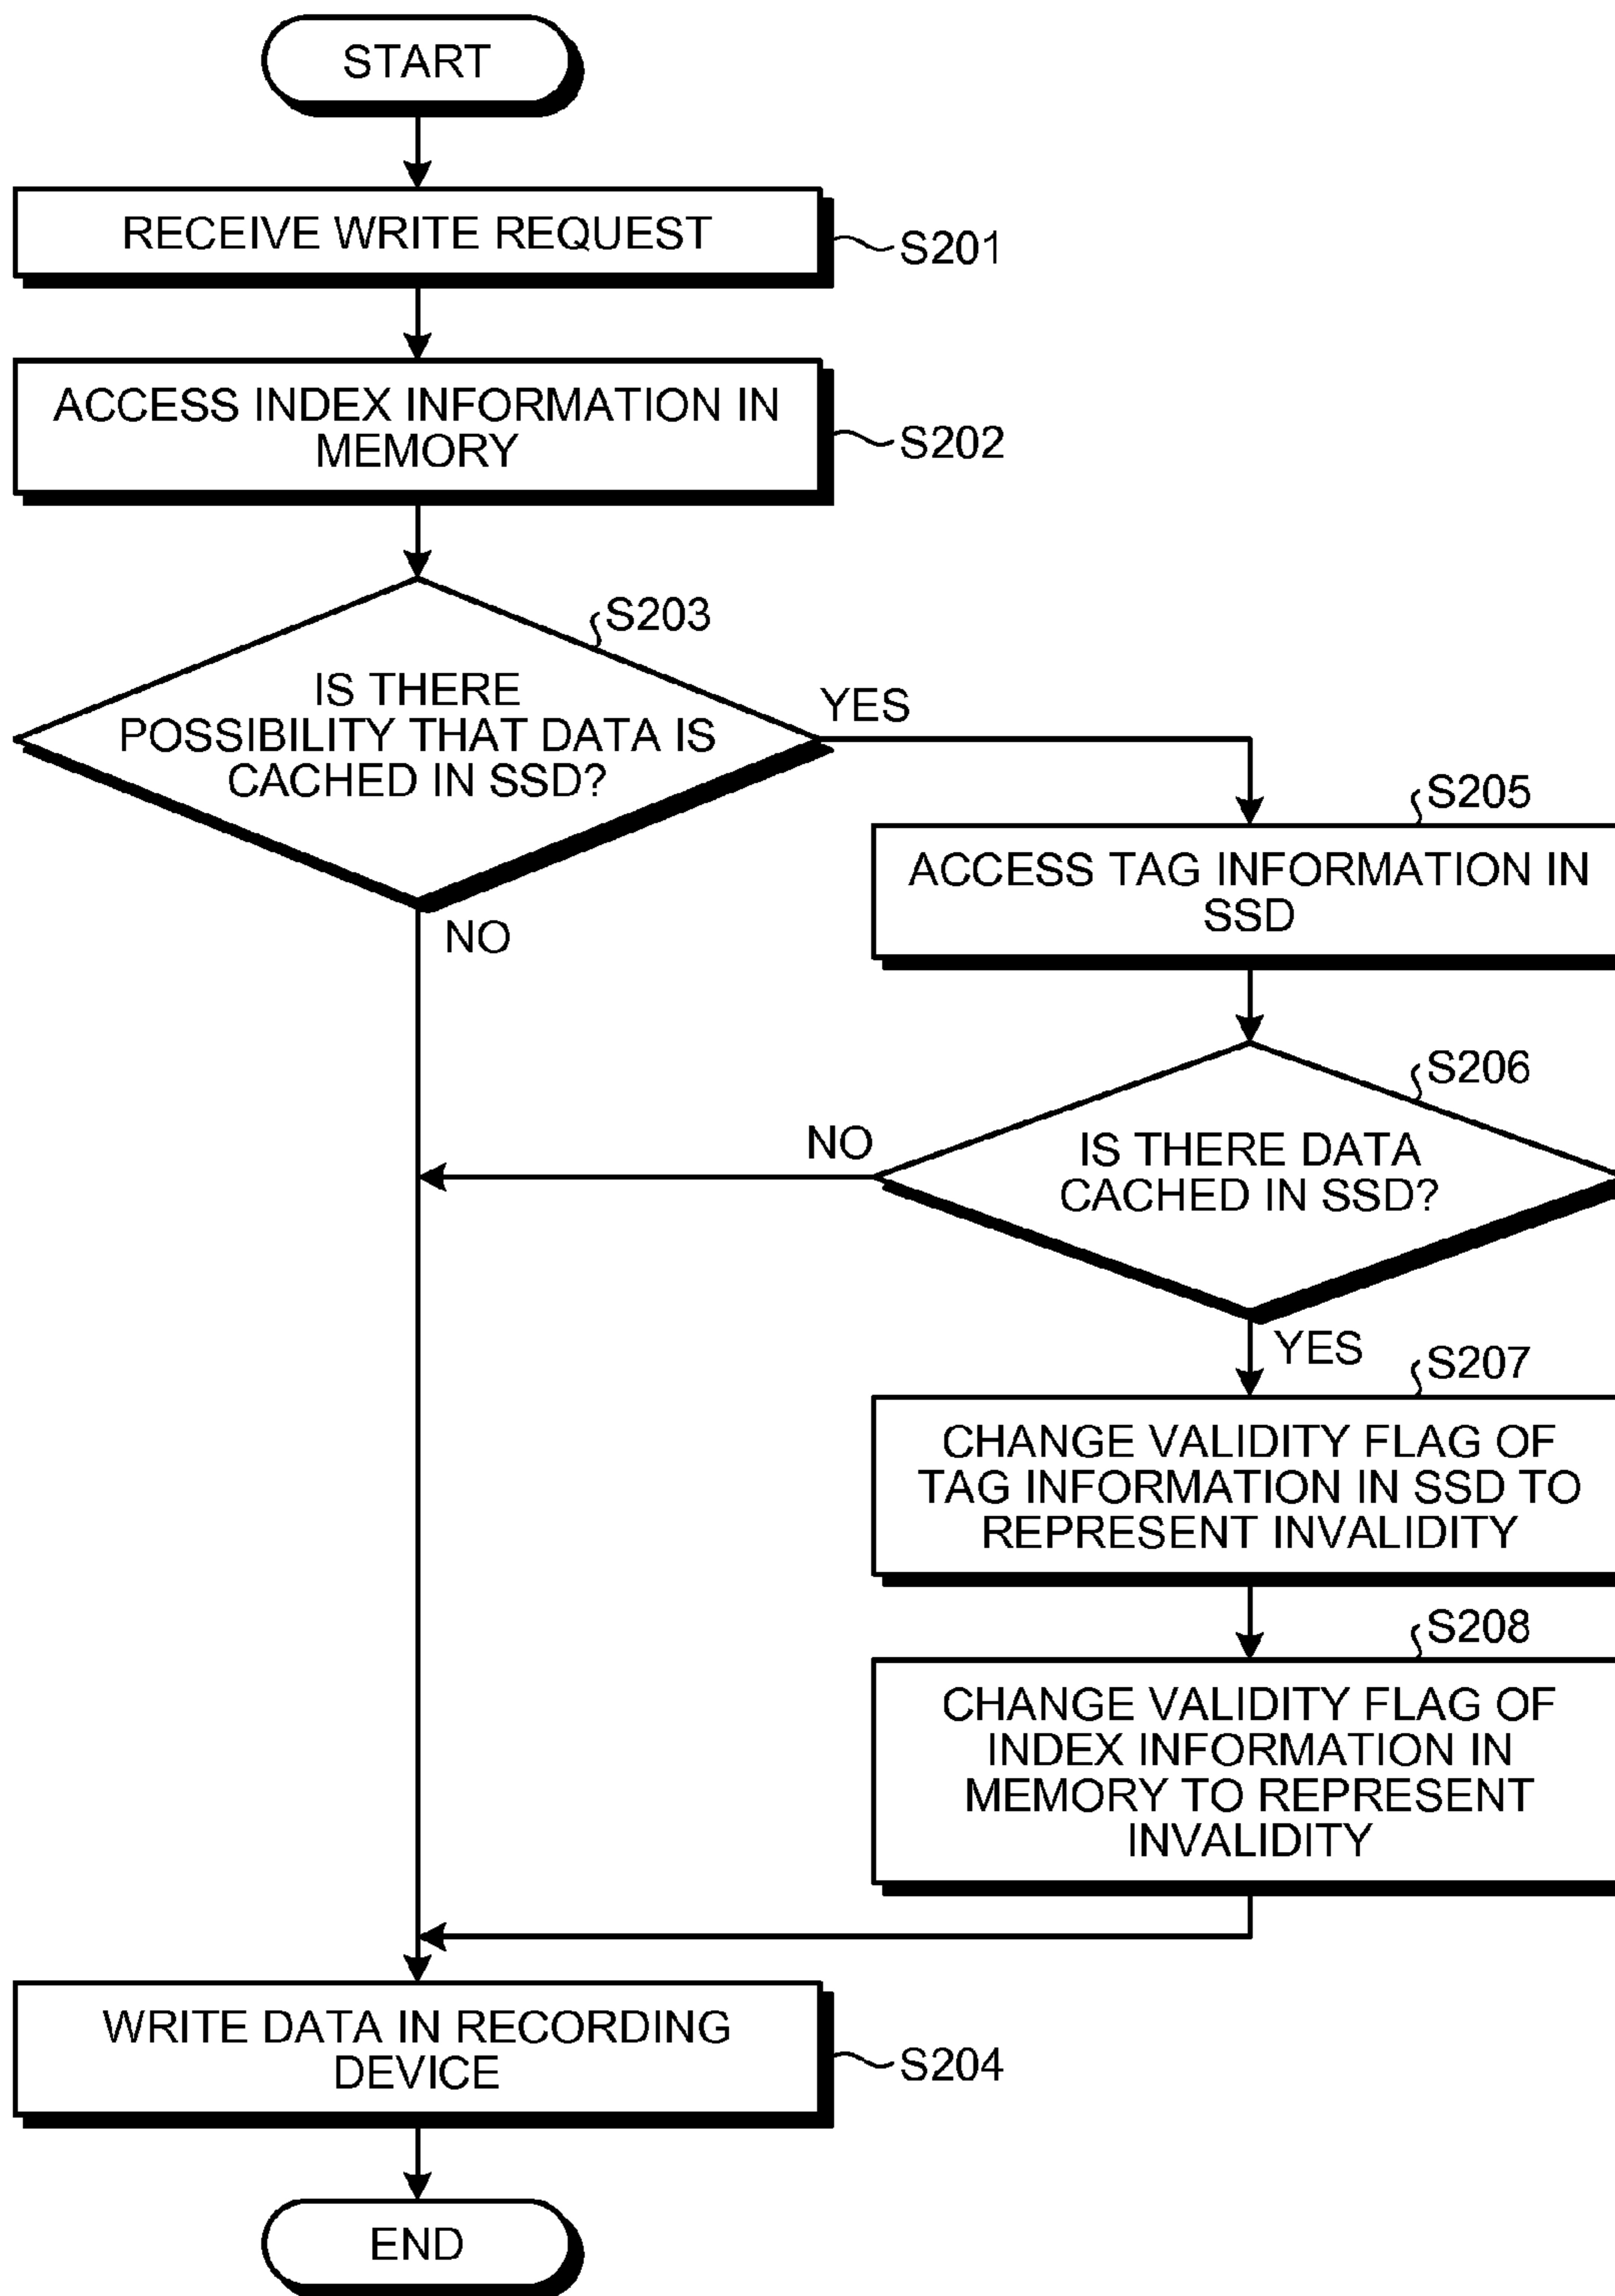 START
RECEIVE WRITE REQUEST
S201
ACCESS INDEX INFORMATION IN
MEMORY
S202
S203
IS THERE
POSSIBILITY THAT DATA IS
CACHED IN SSD?
YES
NO
S205
ACCESS TAG INFORMATION IN
SSD
S206
IS THERE DATA
CACHED IN SSD?
NO
YES
S207
CHANGE VALIDITY FLAG OF
TAG INFORMATION IN SSD TO
REPRESENT INVALIDITY
S208
CHANGE VALIDITY FLAG OF
INDEX INFORMATION IN
MEMORY TO REPRESENT
INVALIDITY
WRITE DATA IN RECORDING
DEVICE
S204
END